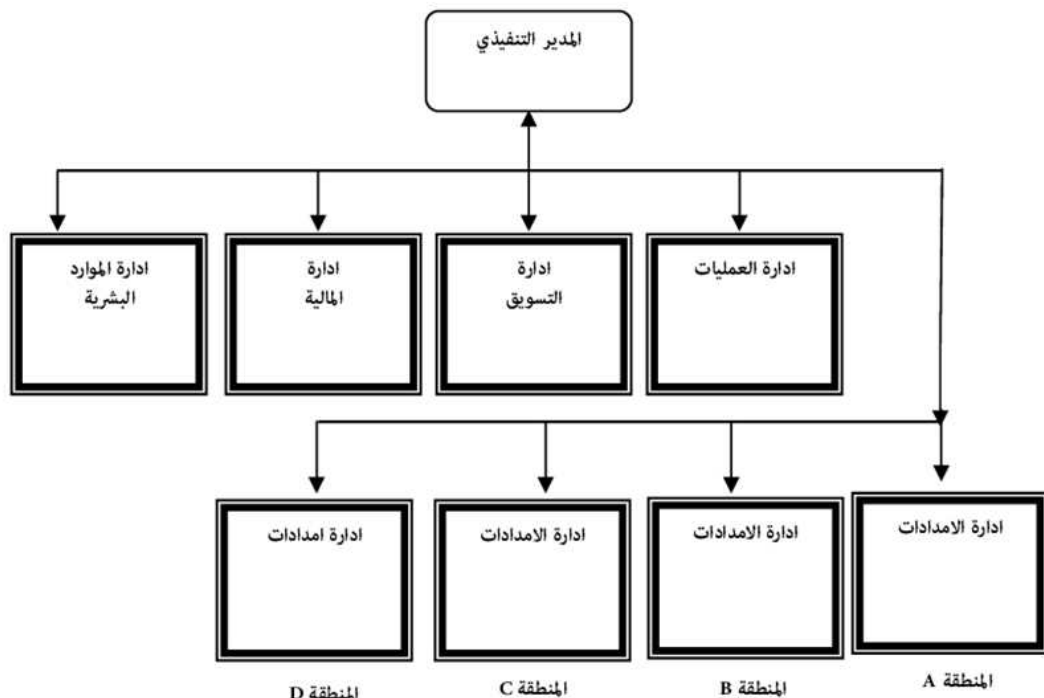 المدير التنفيذي
ادارة العمليات
ادارة
التسويق
ادارة
المالية
ادارة الموارد
البشرية
ادارة الامدادات
ادارة الامدادات
ادارة الامدادات
ادارة امدادات
المنطقة A
المنطقة B
المنطقة C
المنطقة D